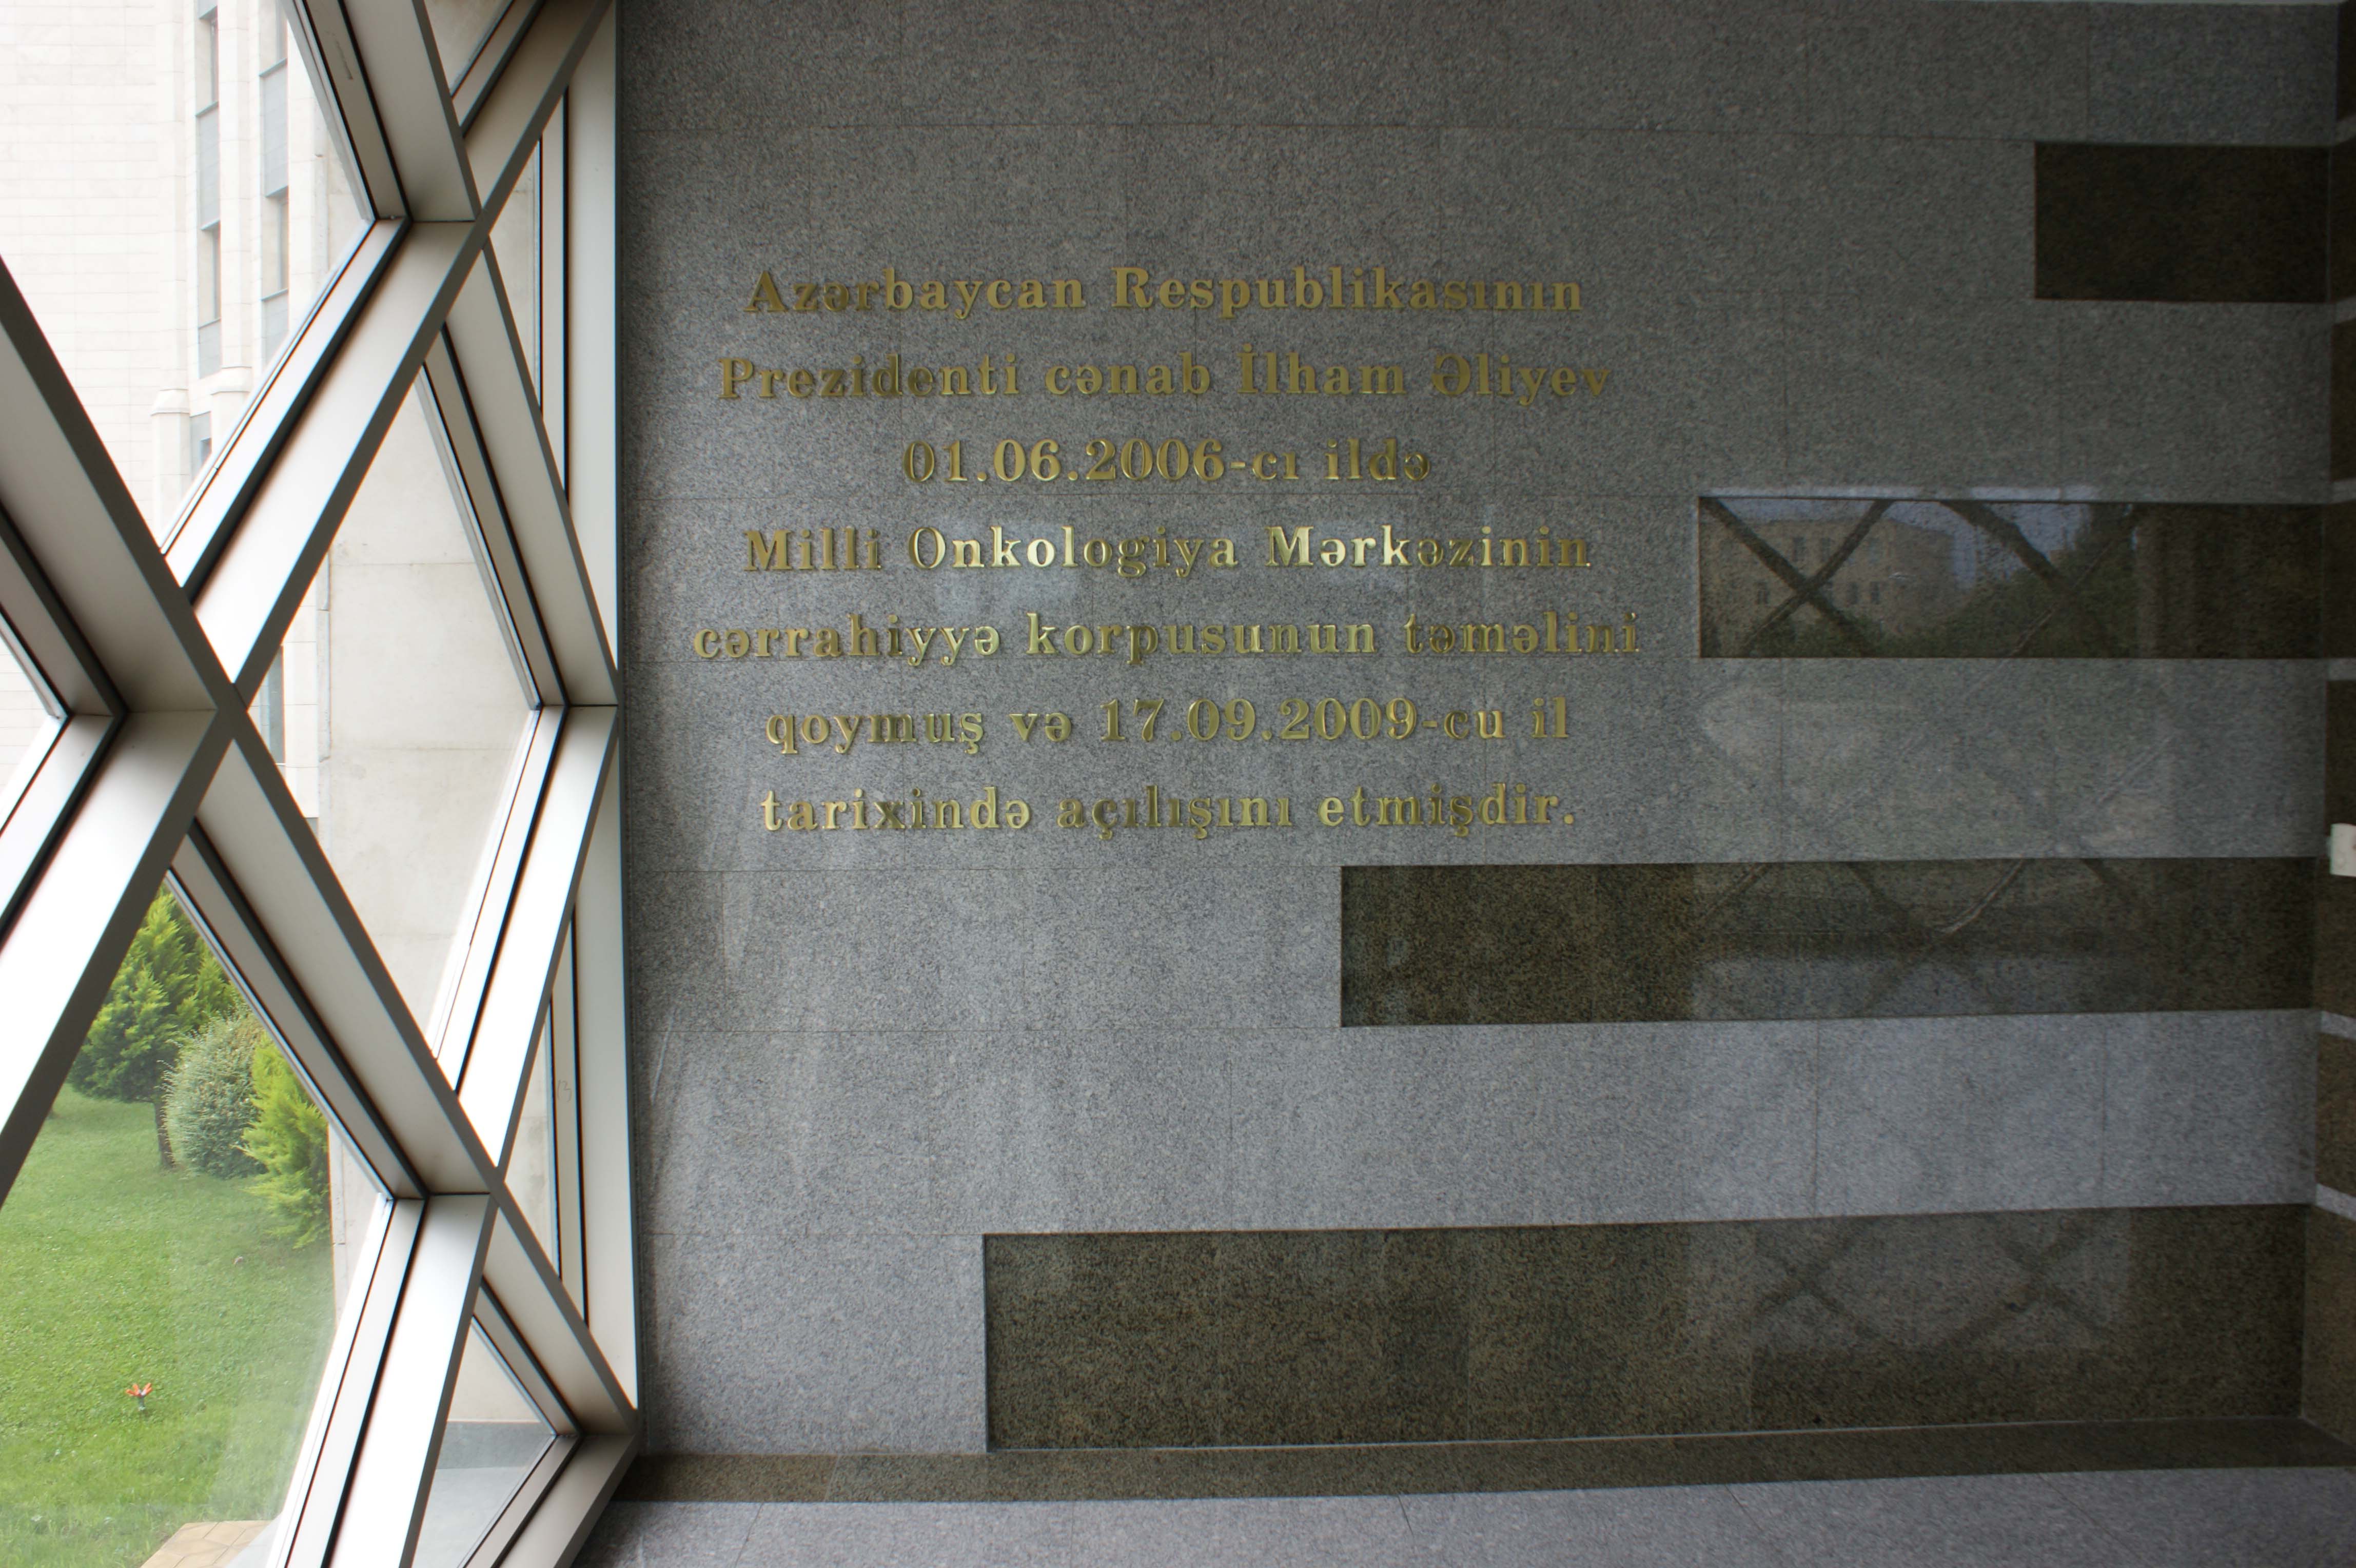 Azərbaycan Respublikasının
Prezidenti cənab İlham Əliyev
01.06.2006-cı ildə
Milli Onkologiya Mərkəzinin
cərrahiyyə korpusunun təməlini
qoymuş və 17.09.2009-cu il
tarixində açılışını etmişdir.